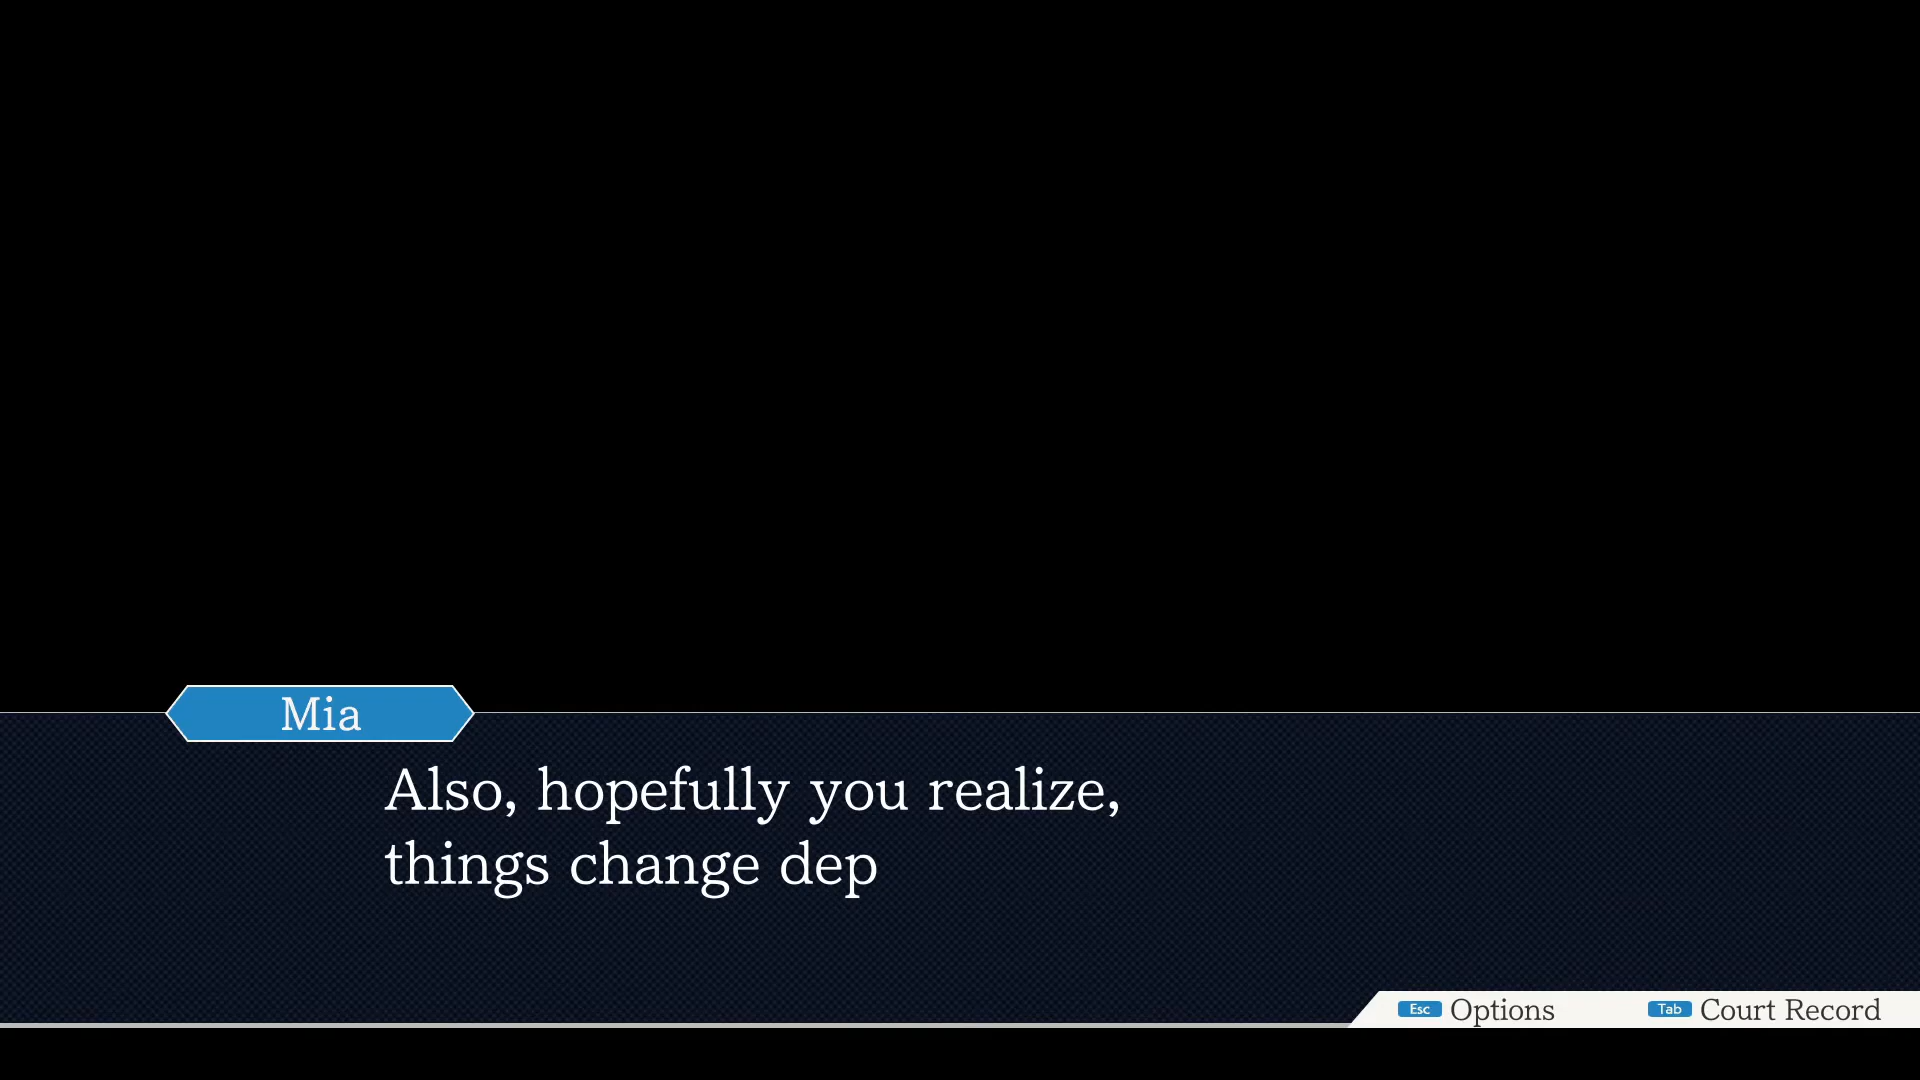 Mia
Also, hopefully you realize,
things change dep
Esc Options Tab Court Record